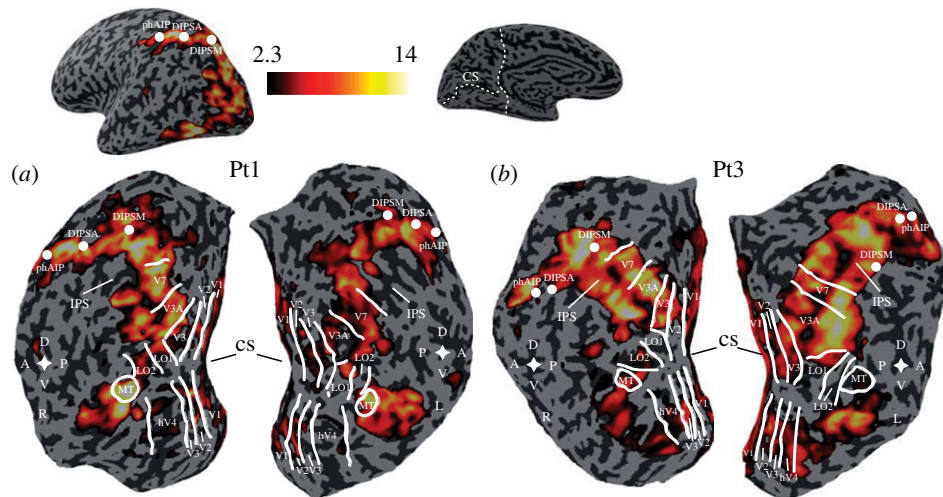 phAIP DIPSA
DIPSM
2.3 14
CS
(a) Pt1
(b) Pt3
DIPSM
DIPSA
phAIP
V7
IPS
V3A
V3
V2
V1
LO1
LO2
MT
hV4
V1
V2
V3
D
A P
V
R
CS
DIPSM
DIPSA
phAIP
V2
V3
V1
V3A
V7
IPS
LO2
LO1
MT
hV4
V1
V2
V3
D
P A
V
L
DIPSM
phAIP
DIPSA
V7
IPS
V3A
V3
V1
V2
LO1
LO2
MT
hV4
V1
V3
V2
D
A P
V
R
CS
DIPSA
phAIP
DIPSM
V7
IPS
V2
V1
V3A
V3
LO1
MT
LO2
V1
V2
V3
hV4
D
P A
V
L